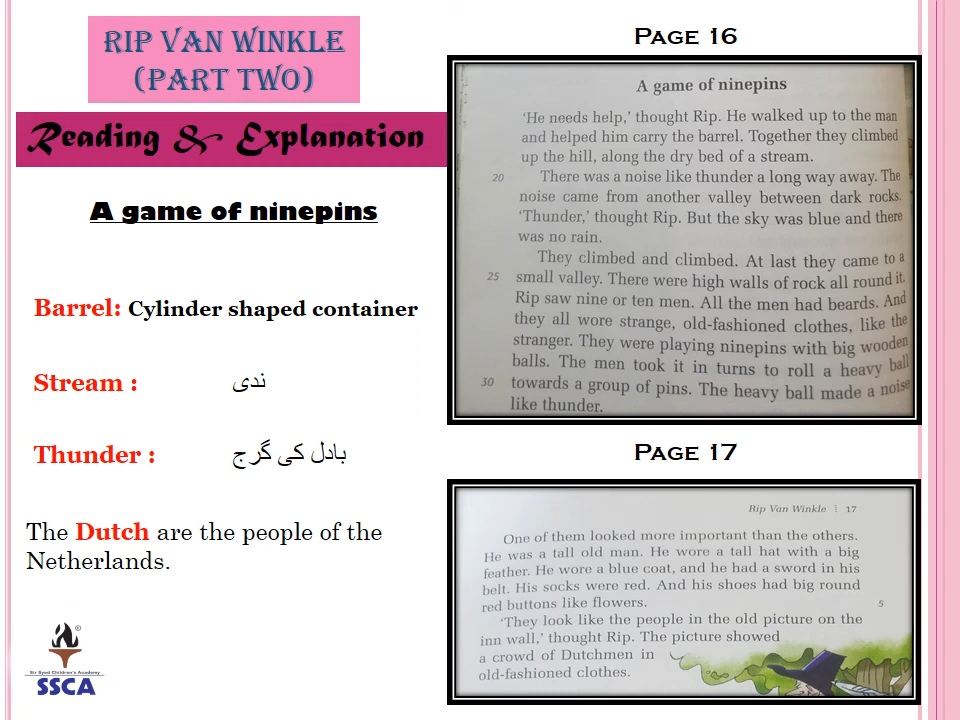 RIP VAN WINKLE
(PART TWO)
Reading & Explanation
A game of ninepins
Barrel: Cylinder shaped container
Stream : ندی
Thunder : بادل کی گرج
The Dutch are the people of the
Netherlands.
®
Sir Syed Children's Academy
SSCA
PAGE 16
A game of ninepins
'He needs help,' thought Rip. He walked up to the man
and helped him carry the barrel. Together they climbed
up the hill, along the dry bed of a stream.
20 There was a noise like thunder a long way away. The
noise came from another valley between dark rocks.
'Thunder,' thought Rip. But the sky was blue and there
was no rain.
They climbed and climbed. At last they came to a
25 small valley. There were high walls of rock all round it.
Rip saw nine or ten men. All the men had beards. And
they all wore strange, old-fashioned clothes, like the
stranger. They were playing ninepins with big wooden
balls. The men took it in turns to roll a heavy ball
30 towards a group of pins. The heavy ball made a noise
like thunder.
PAGE 17
Rip Van Winkle 17
One of them looked more important than the others.
He was a tall old man. He wore a tall hat with a big
feather. He wore a blue coat, and he had a sword in his
belt. His socks were red. And his shoes had big round
red buttons like flowers. 5
'They look like the people in the old picture on the
inn wall,' thought Rip. The picture showed
a crowd of Dutchmen in
old-fashioned clothes.